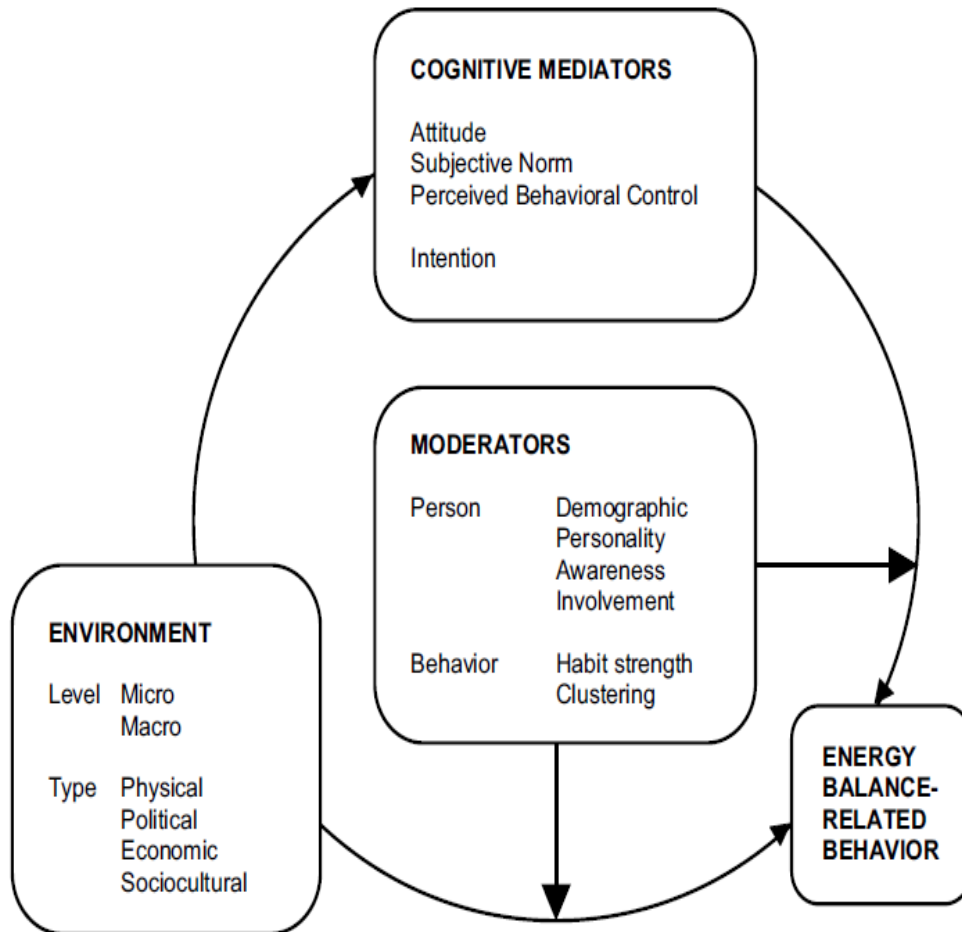 COGNITIVE MEDIATORS
Attitude
Subjective Norm
Perceived Behavioral Control
Intention
MODERATORS
Person Demographic
Personality
Awareness
Involvement
Behavior Habit strength
Clustering
ENVIRONMENT
Level Micro
Macro
Type Physical
Political
Economic
Sociocultural
ENERGY
BALANCE-
RELATED
BEHAVIOR